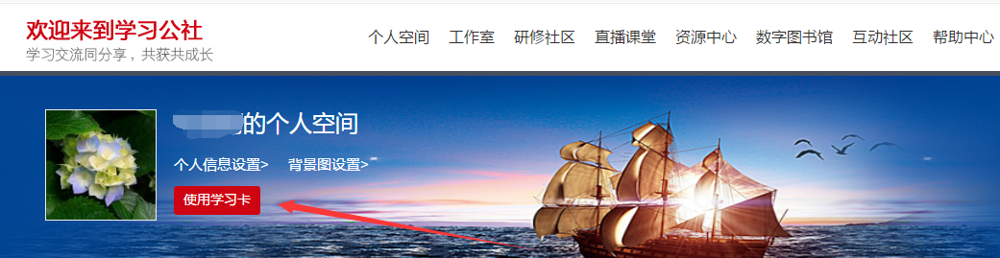 欢迎来到学习公社
学习交流同分享，共获共成长
个人空间 工作室 研修社区 直播课堂 资源中心 数字图书馆 互动社区 帮助中心
的个人空间
个人信息设置> 背景图设置>
使用学习卡